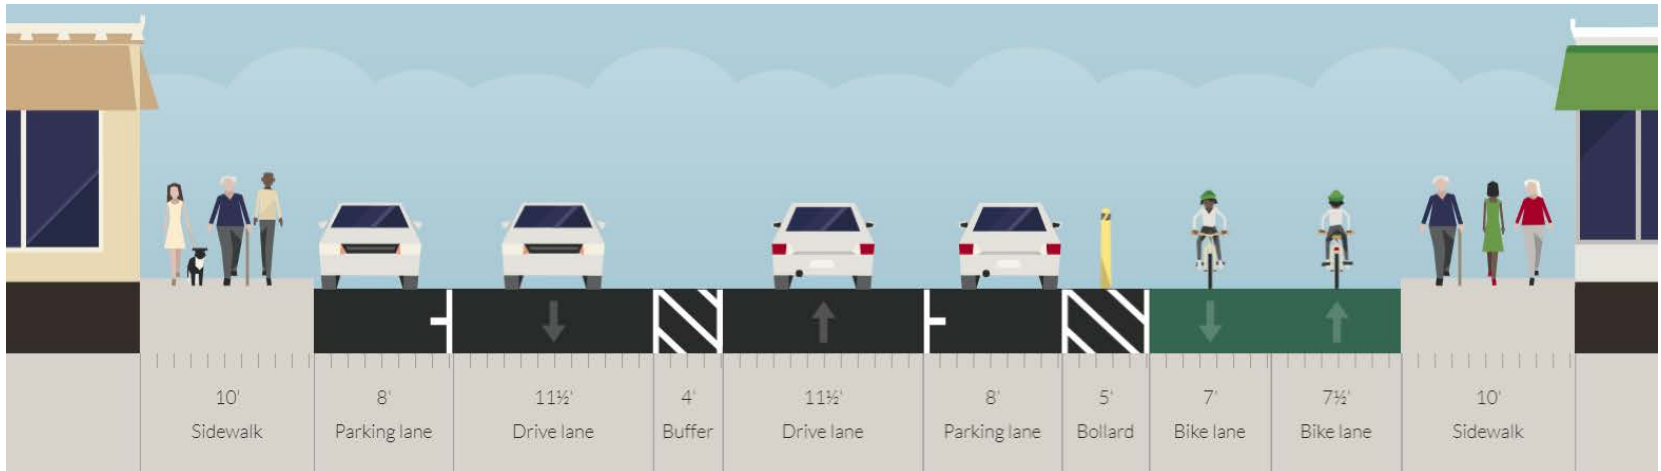 10' 8' 11½' 4' 11½' 8' 5' 7' 7½' 10'
Sidewalk Parking lane Drive lane Buffer Drive lane Parking lane Bollard Bike lane Bike lane Sidewalk